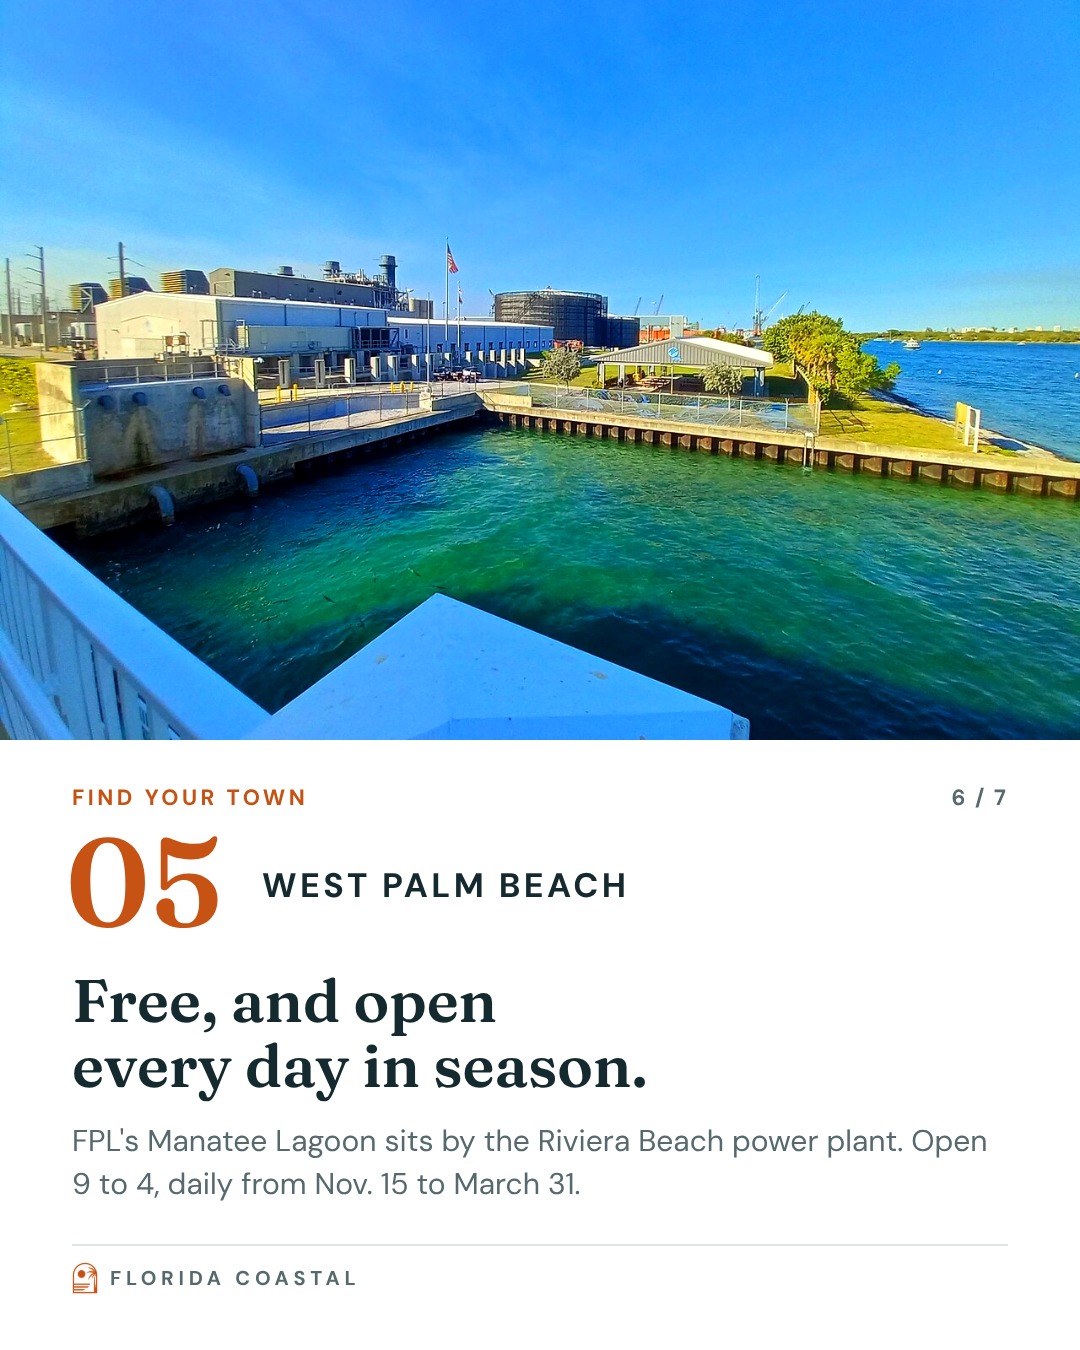 FIND YOUR TOWN
6 / 7
05
WEST PALM BEACH
Free, and open
every day in season.
FPL's Manatee Lagoon sits by the Riviera Beach power plant. Open
9 to 4, daily from Nov. 15 to March 31.
FLORIDA COASTAL